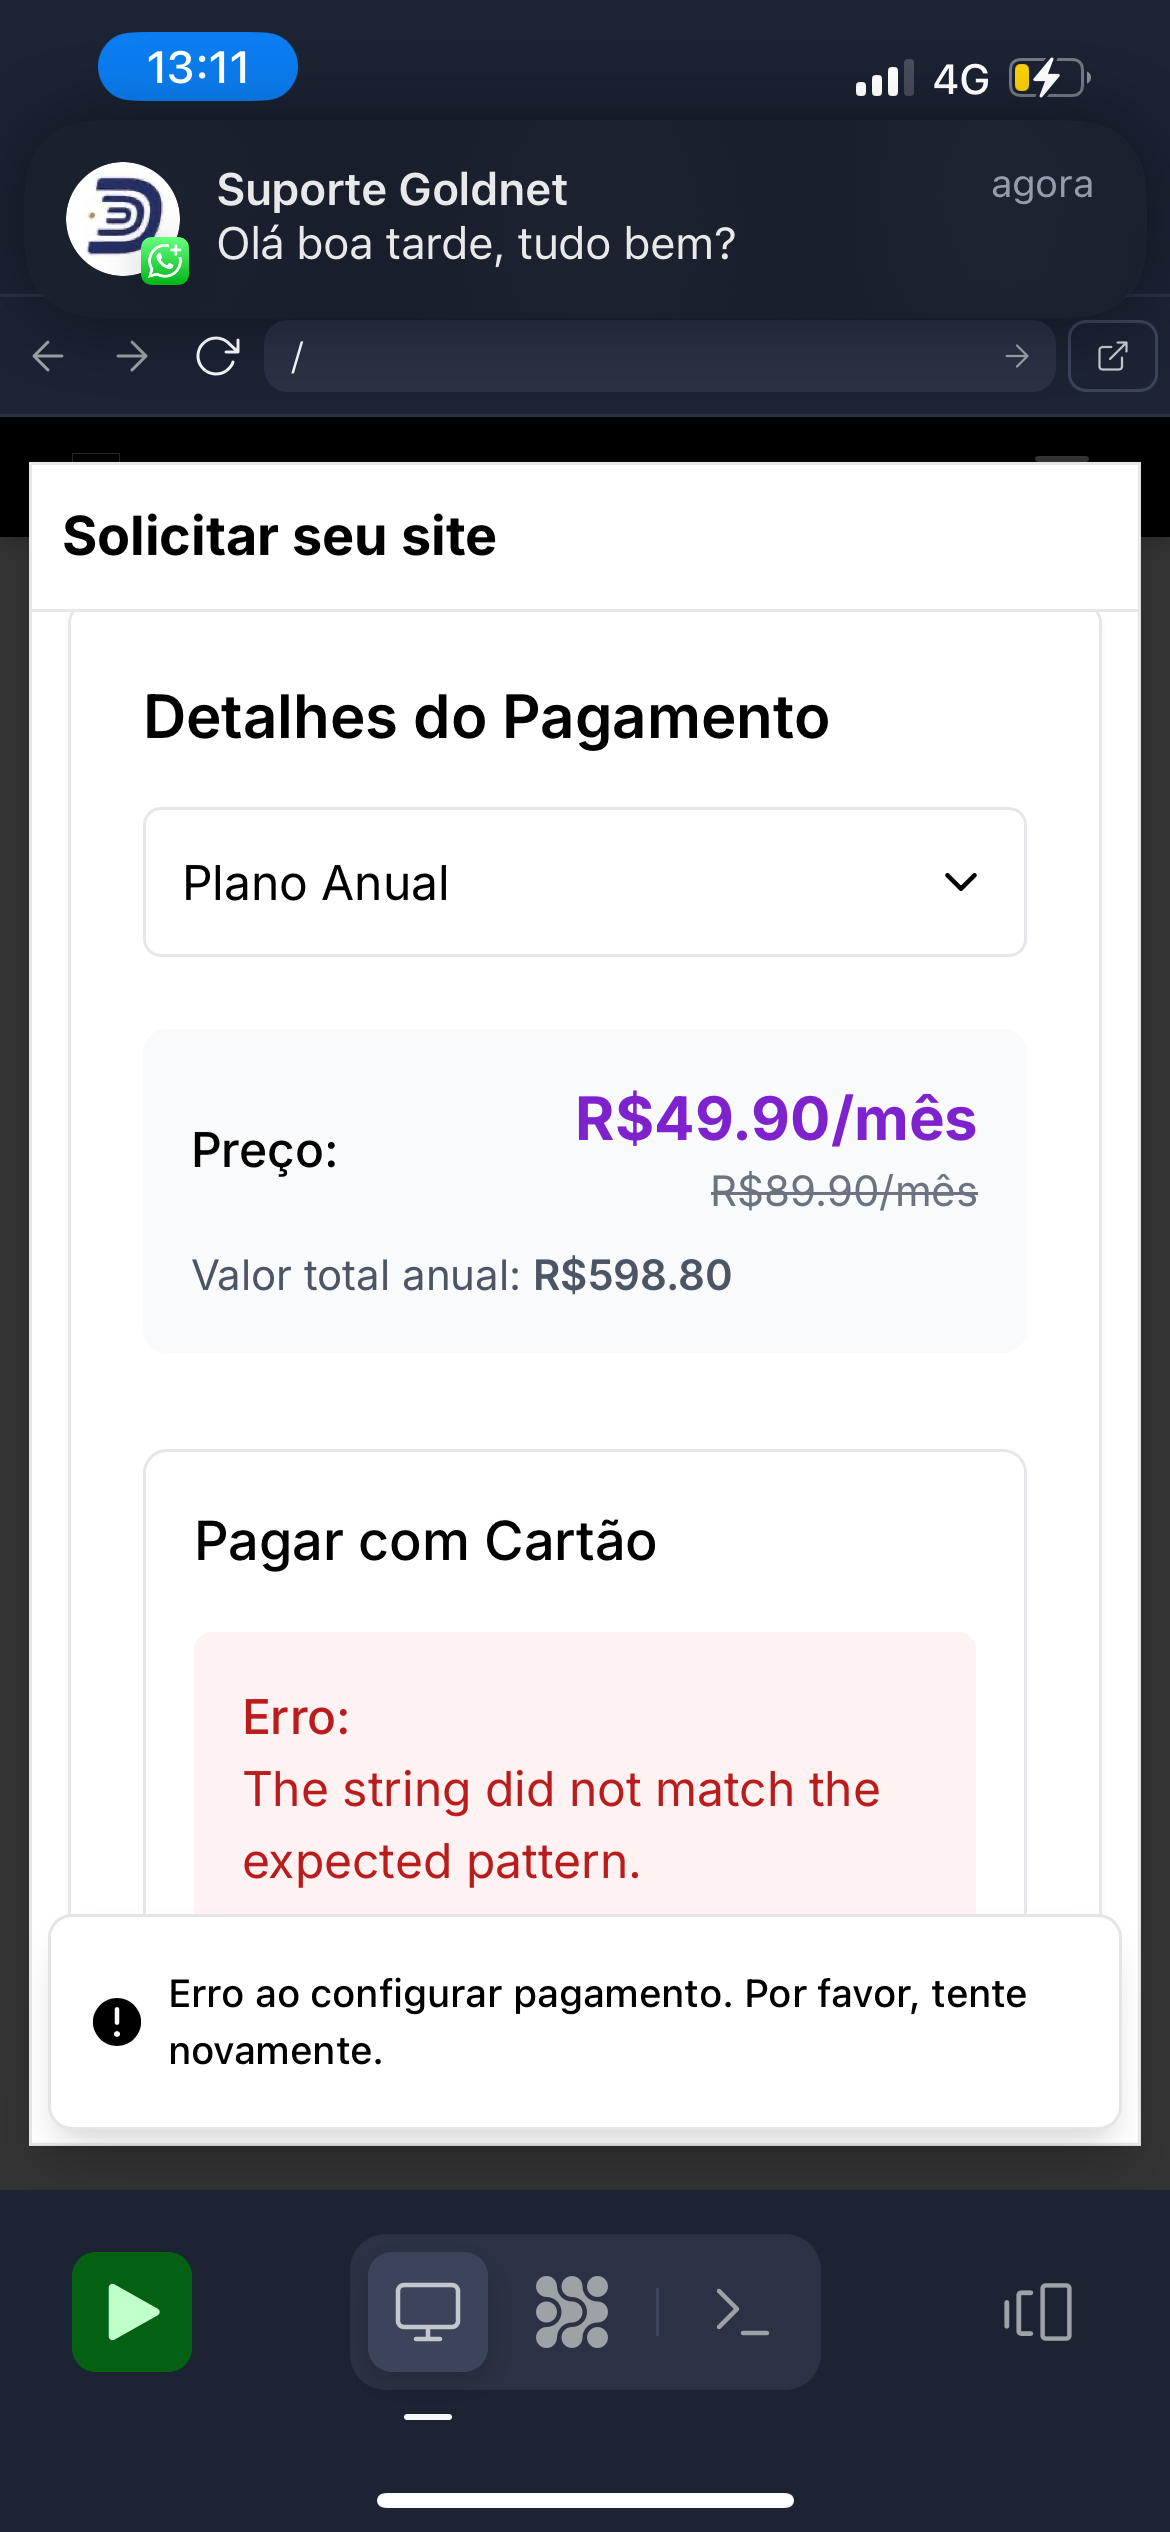 13:11
4G
Suporte Goldnet
agora
Olá boa tarde, tudo bem?
/
Solicitar seu site
Detalhes do Pagamento
Plano Anual
Preço:
R$49.90/mês
R$89.90/mês
Valor total anual: R$598.80
Pagar com Cartão
Erro:
The string did not match the
expected pattern.
Erro ao configurar pagamento. Por favor, tente
novamente.